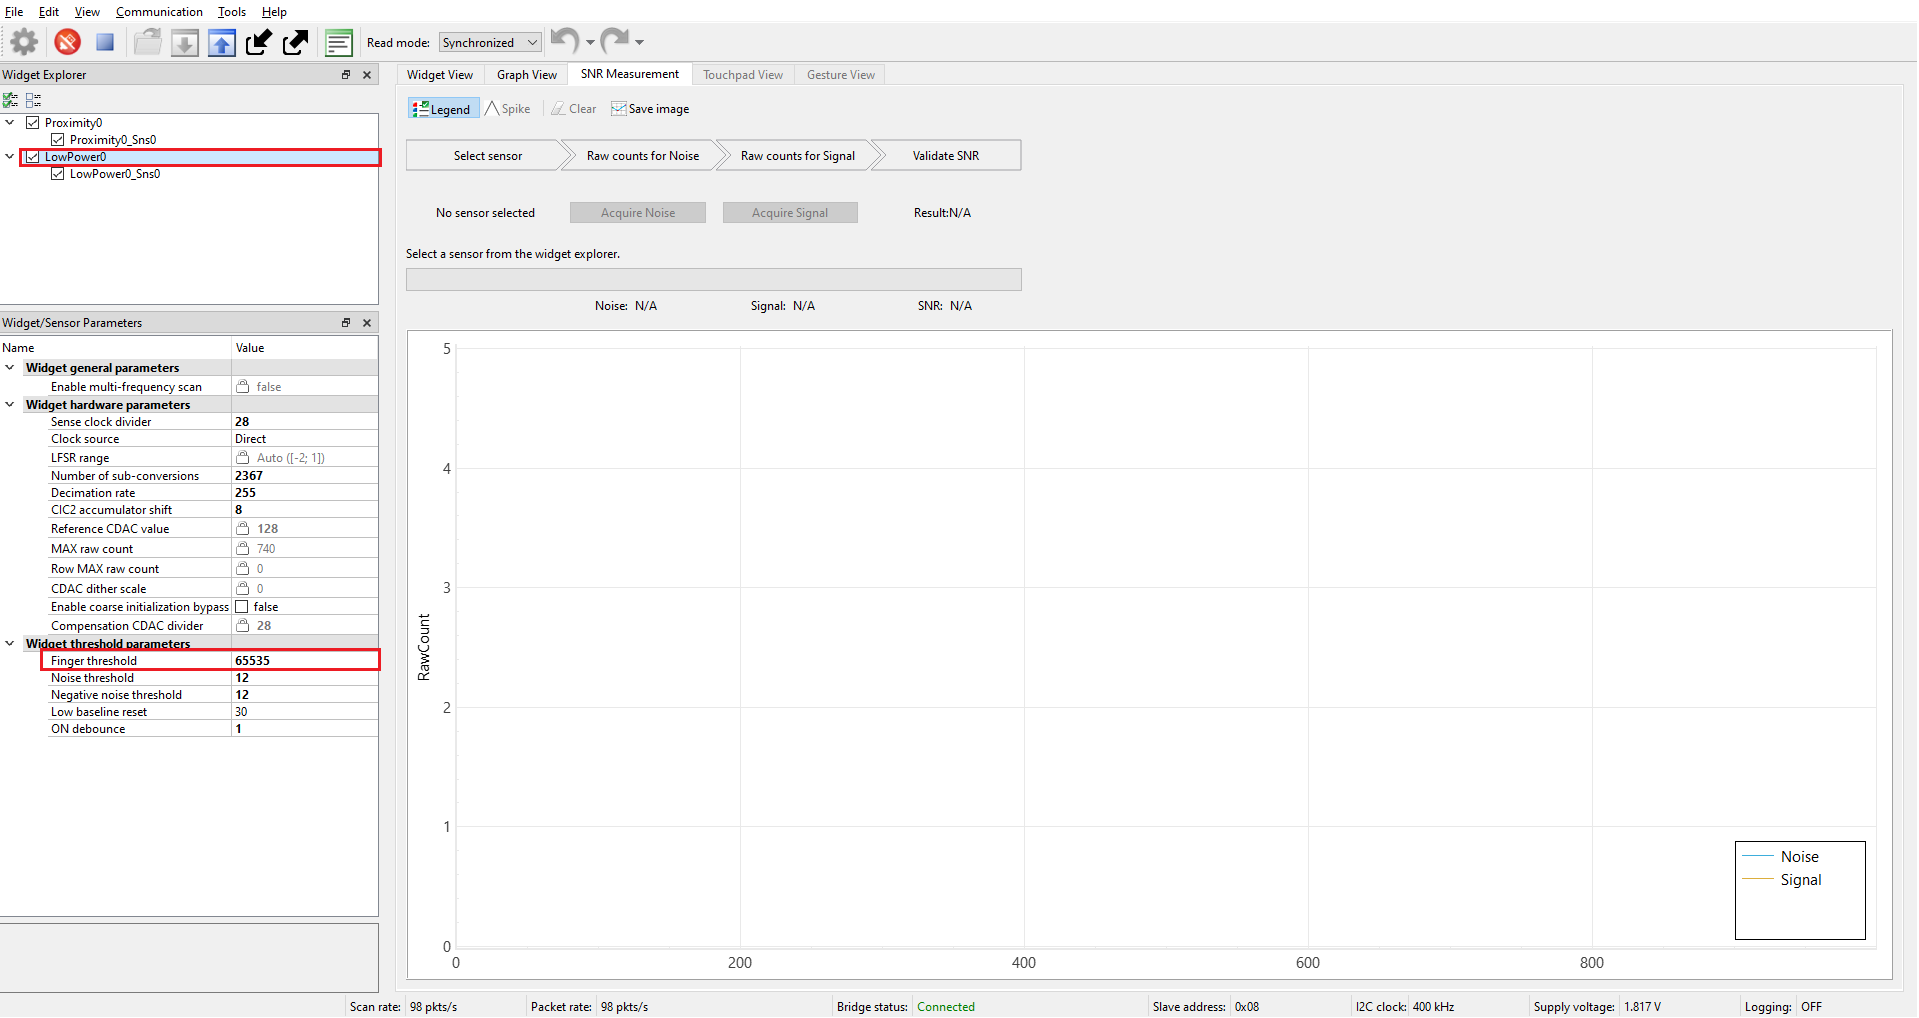 File Edit View Communication Tools Help
Read mode: Synchronized
Widget Explorer
Proximity0
Proximity0_Sns0
LowPower0
LowPower0_Sns0
Widget/Sensor Parameters
Name Value
Widget general parameters
Enable multi-frequency scan false
Widget hardware parameters
Sense clock divider 28
Clock source Direct
LFSR range Auto ([-2; 1])
Number of sub-conversions 2367
Decimation rate 255
CIC2 accumulator shift 8
Reference CDAC value 128
MAX raw count 740
Row MAX raw count 0
CDAC dither scale 0
Enable coarse initialization bypass false
Compensation CDAC divider 28
Widget threshold parameters
Finger threshold 65535
Noise threshold 12
Negative noise threshold 12
Low baseline reset 30
ON debounce 1
Widget View Graph View SNR Measurement Touchpad View Gesture View
Legend Spike Clear Save image
Select sensor Raw counts for Noise Raw counts for Signal Validate SNR
No sensor selected Acquire Noise Acquire Signal Result:N/A
Select a sensor from the widget explorer.
Noise: N/A Signal: N/A SNR: N/A
5
4
3
2
1
0
RawCount
0 200 400 600 800
Noise
Signal
Scan rate: 98 pkts/s Packet rate: 98 pkts/s Bridge status: Connected Slave address: 0x08 I2C clock: 400 kHz Supply voltage: 1.817 V Logging: OFF